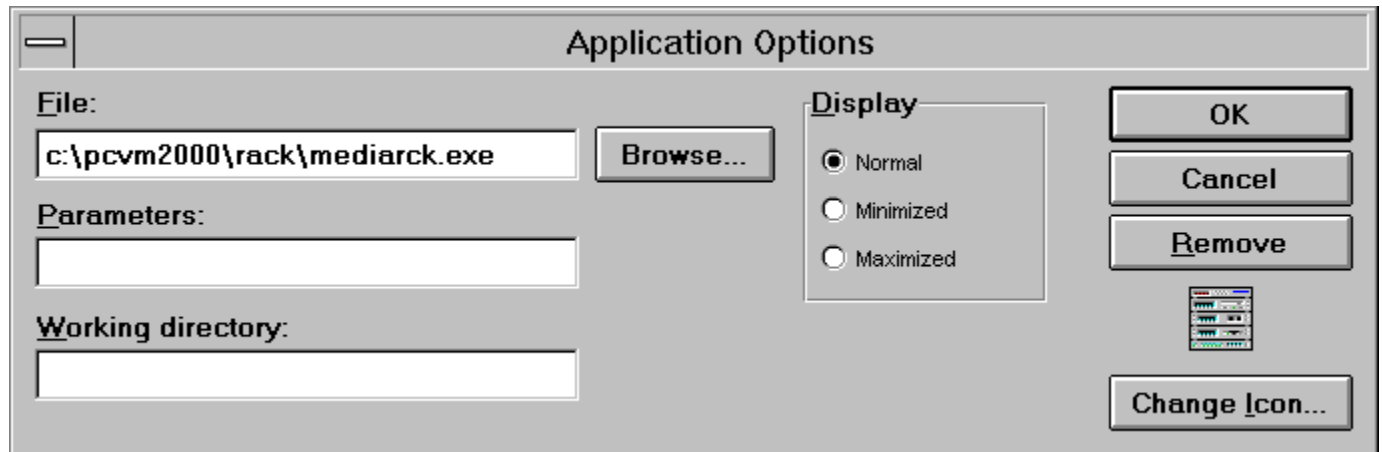 Application Options
File:
c:\pcvm2000\rack\mediarck.exe
Browse...
Parameters:
Working directory:
Display
Normal
Minimized
Maximized
OK
Cancel
Remove
Change Icon...